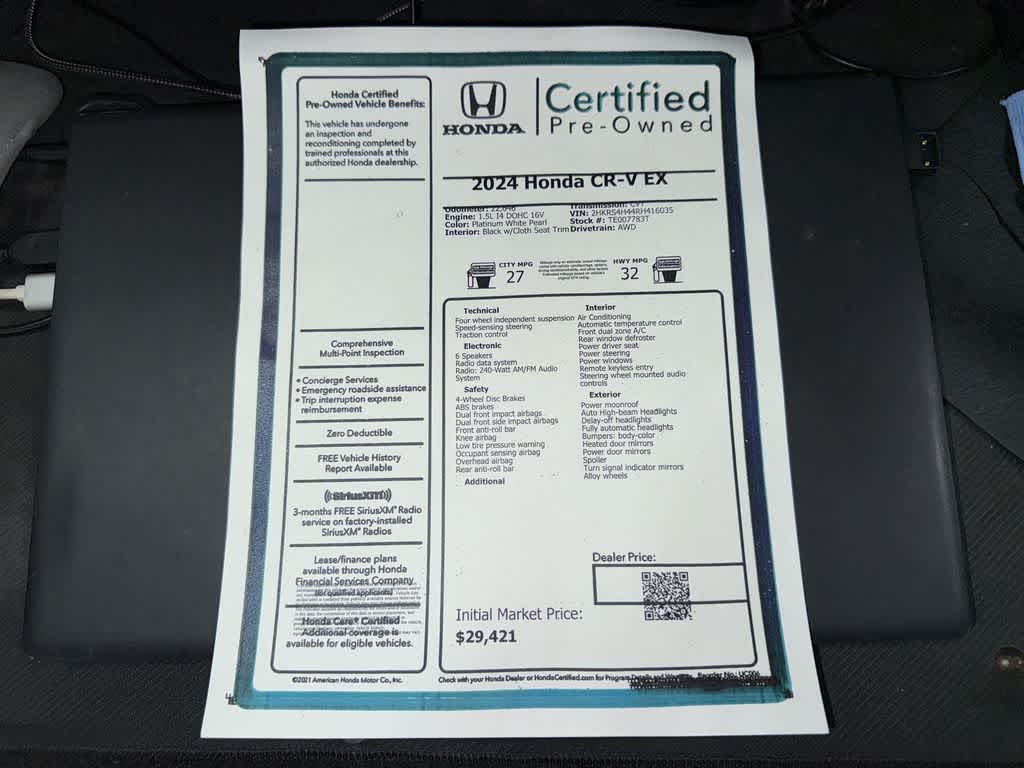 Honda Certified
Pre-Owned Vehicle Benefits:
This vehicle has undergone
an inspection and
reconditioning completed by
trained professionals at this
authorized Honda dealership.
Comprehensive
Multi-Point Inspection
• Concierge Services
• Emergency roadside assistance
• Trip interruption expense
reimbursement
Zero Deductible
FREE Vehicle History
Report Available
SiriusXM
3-months FREE SiriusXM® Radio
service on factory-installed
SiriusXM® Radios
Lease/finance plans
available through Honda
Financial Services Company
(for qualified applicants)
Honda Care® Certified
Additional coverage is
available for eligible vehicles.
©2021 American Honda Motor Co., Inc.
HONDA
Certified
Pre-Owned
2024 Honda CR-V EX
Odometer: 22,646
Engine: 1.5L I4 DOHC 16V
Color: Platinum White Pearl
Interior: Black w/Cloth Seat Trim
Transmission: CVT
VIN: 2HKRS4H44RH416035
Stock #: TE007783T
Drivetrain: AWD
CITY MPG
27
HWY MPG
32
Technical
Four wheel independent suspension
Speed-sensing steering
Traction control
Electronic
6 Speakers
Radio data system
Radio: 240-Watt AM/FM Audio
System
Safety
4-Wheel Disc Brakes
ABS brakes
Dual front impact airbags
Dual front side impact airbags
Front anti-roll bar
Knee airbag
Low tire pressure warning
Occupant sensing airbag
Overhead airbag
Rear anti-roll bar
Additional
Interior
Air Conditioning
Automatic temperature control
Front dual zone A/C
Rear window defroster
Power driver seat
Power steering
Power windows
Remote keyless entry
Steering wheel mounted audio
controls
Exterior
Power moonroof
Auto High-beam Headlights
Delay-off headlights
Fully automatic headlights
Bumpers: body-color
Heated door mirrors
Power door mirrors
Spoiler
Turn signal indicator mirrors
Alloy wheels
Dealer Price:
Initial Market Price:
$29,421
Check with your Honda Dealer or HondaCertified.com for Program Details and
Reorder No.